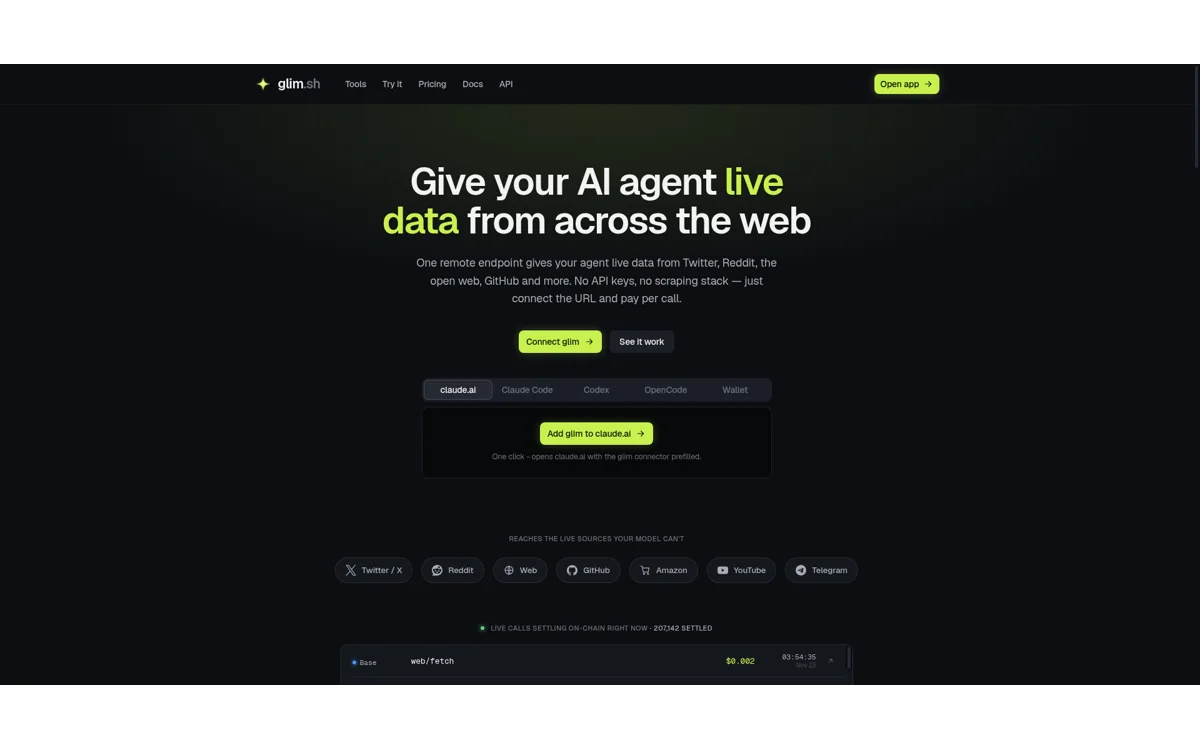 glim.sh
Tools
Try it
Pricing
Docs
API
Open app →
Give your AI agent live
data from across the web
One remote endpoint gives your agent live data from Twitter, Reddit, the
open web, GitHub and more. No API keys, no scraping stack — just
connect the URL and pay per call.
Connect glim →
See it work
claude.ai
Claude Code
Codex
OpenCode
Wallet
Add glim to claude.ai →
One click - opens claude.ai with the glim connector prefilled.
REACHES THE LIVE SOURCES YOUR MODEL CAN'T
Twitter / X
Reddit
Web
GitHub
Amazon
YouTube
Telegram
LIVE CALLS SETTLING ON-CHAIN RIGHT NOW · 207,142 SETTLED
Base
web/fetch
$0.002
03:54:35
Nov 23